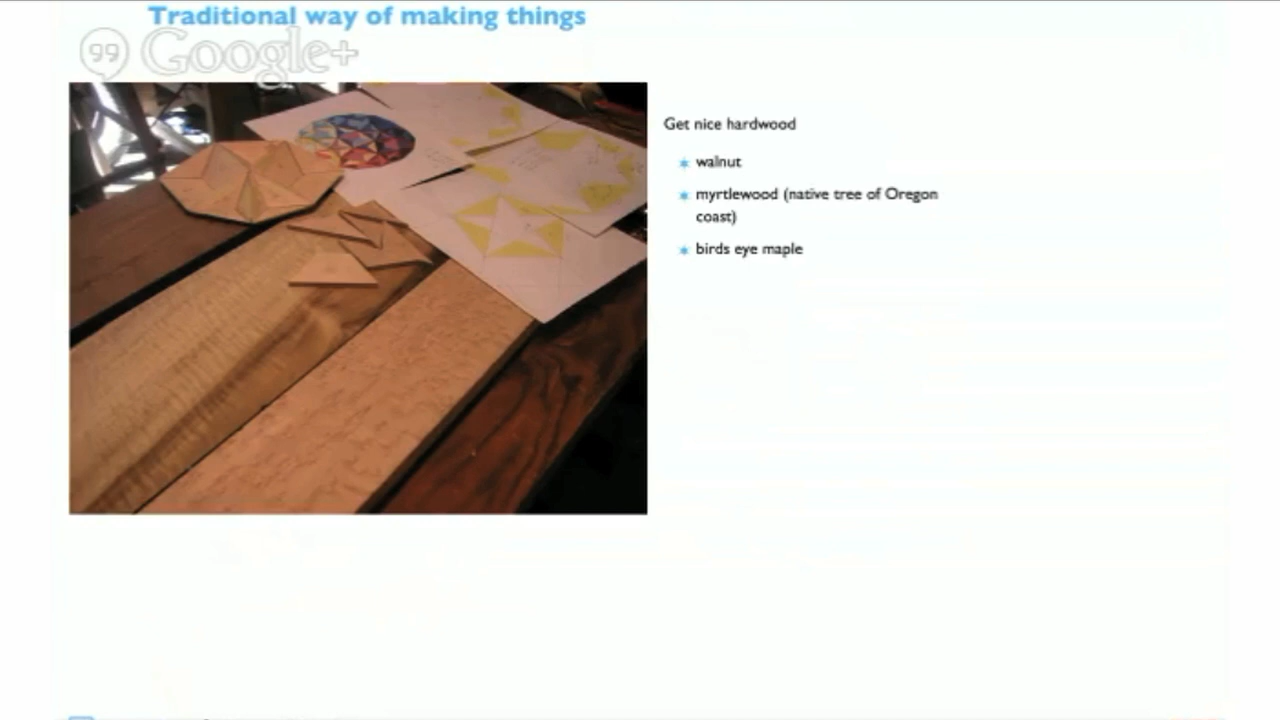 Traditional way of making things
Google+
Get nice hardwood
walnut
myrtlewood (native tree of Oregon
coast)
birds eye maple